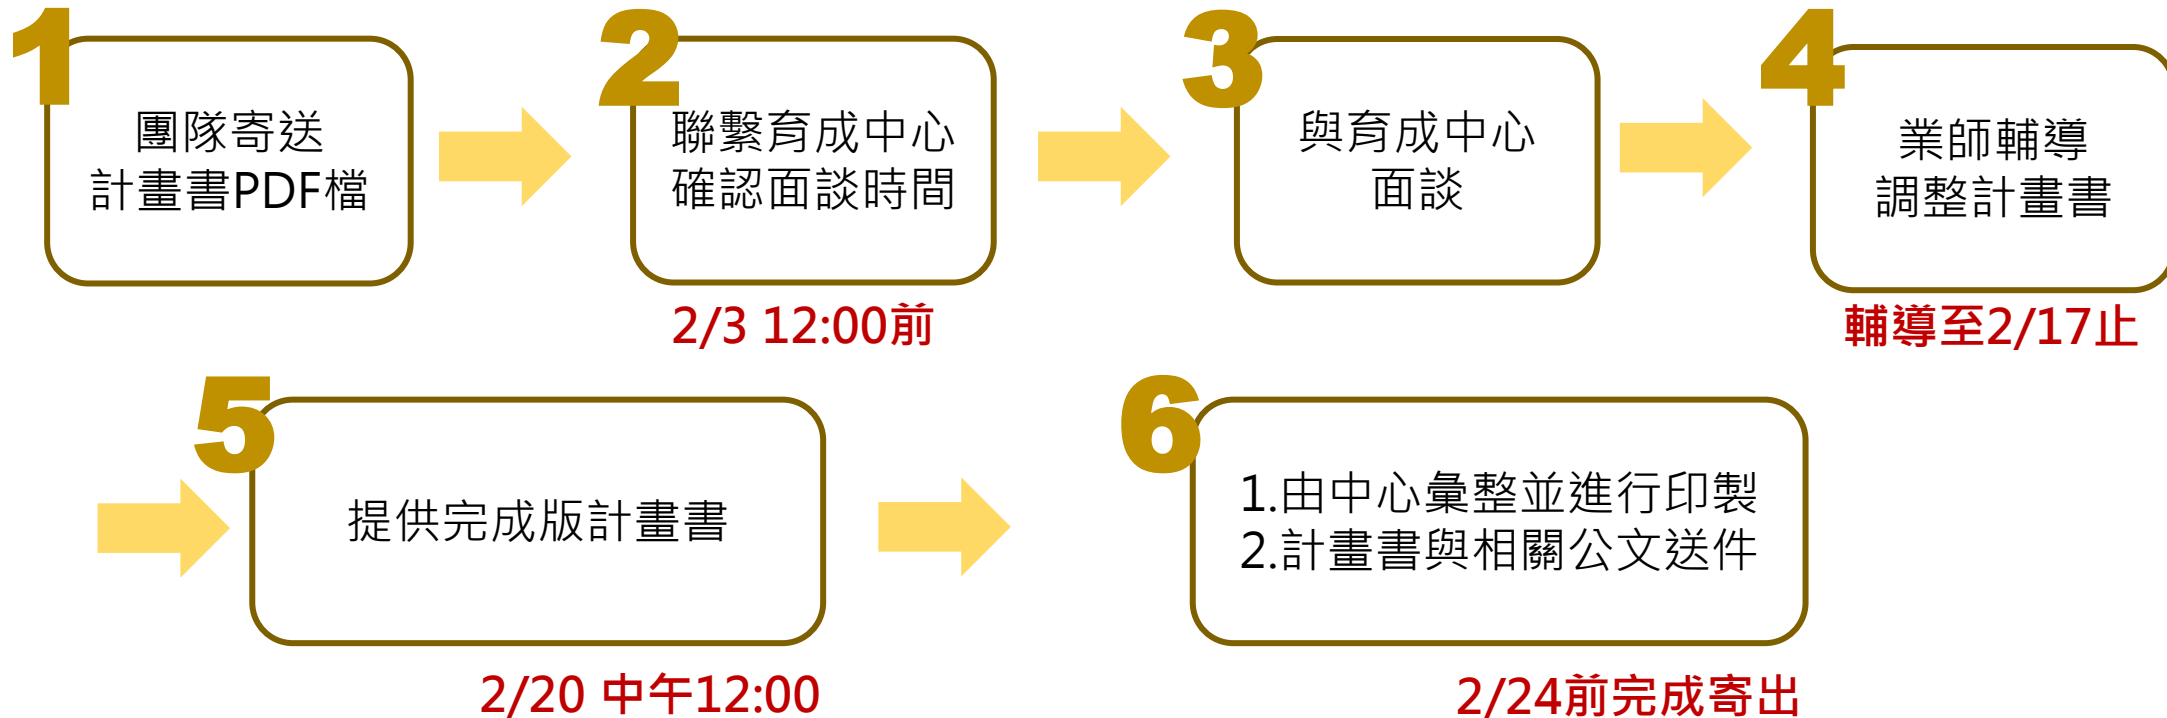 1
團隊寄送
計畫書PDF檔
2
聯繫育成中心
確認面談時間
2/3 12:00前
3
與育成中心
面談
4
業師輔導
調整計畫書
輔導至2/17止
5
提供完成版計畫書
2/20 中午12:00
6
1.由中心彙整並進行印製
2.計畫書與相關公文送件
2/24前完成寄出